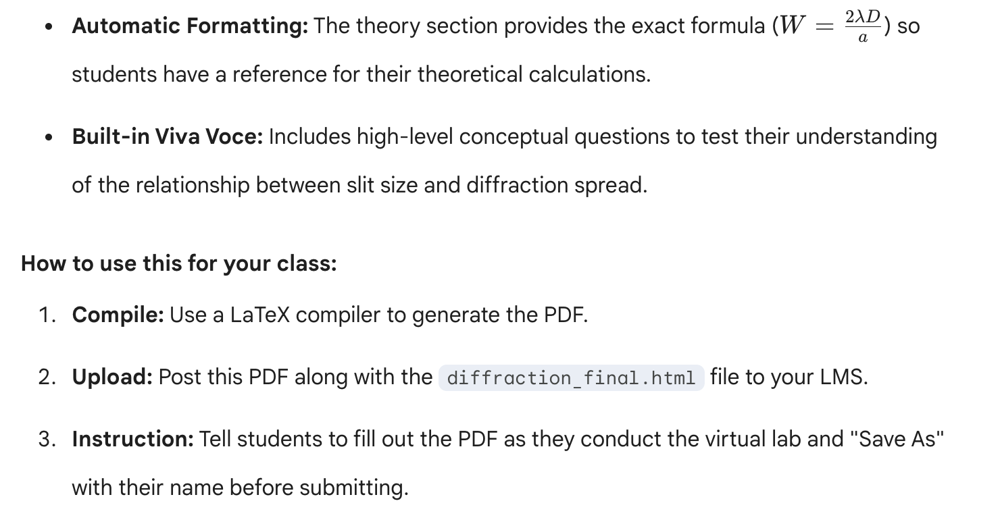 • Automatic Formatting: The theory section provides the exact formula (W = 2λD/a) so
students have a reference for their theoretical calculations.
• Built-in Viva Voce: Includes high-level conceptual questions to test their understanding
of the relationship between slit size and diffraction spread.
How to use this for your class:
1. Compile: Use a LaTeX compiler to generate the PDF.
2. Upload: Post this PDF along with the diffraction_final.html file to your LMS.
3. Instruction: Tell students to fill out the PDF as they conduct the virtual lab and "Save As"
with their name before submitting.